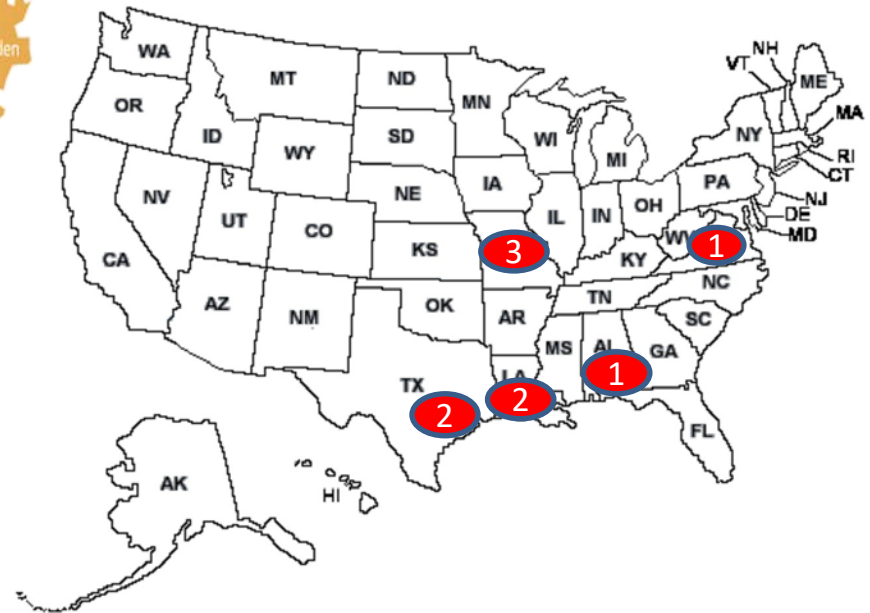 den
WA
MT
ND
MN
OR
ID
SD
WI
MI
VT
NH
ME
MA
NY
RI
CT
WY
IA
NE
PA
NJ
DE
MD
NV
UT
CO
IL
IN
OH
KS
3
WV
1
KY
CA
AZ
NM
OK
AR
TN
NC
SC
MS
AL
GA
TX
LA
1
2
2
FL
AK
HI